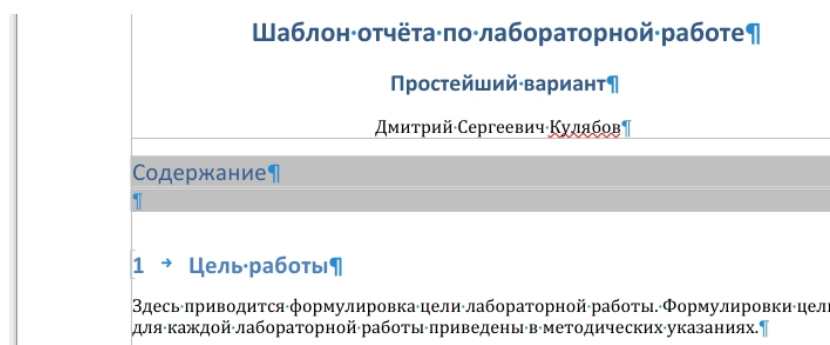 Шаблон отчёта по лабораторной работе
Простейший вариант
Дмитрий Сергеевич Кулябов
Содержание
1 Цель работы
Здесь приводится формулировка цели лабораторной работы. Формулировки цели
для каждой лабораторной работы приведены в методических указаниях.